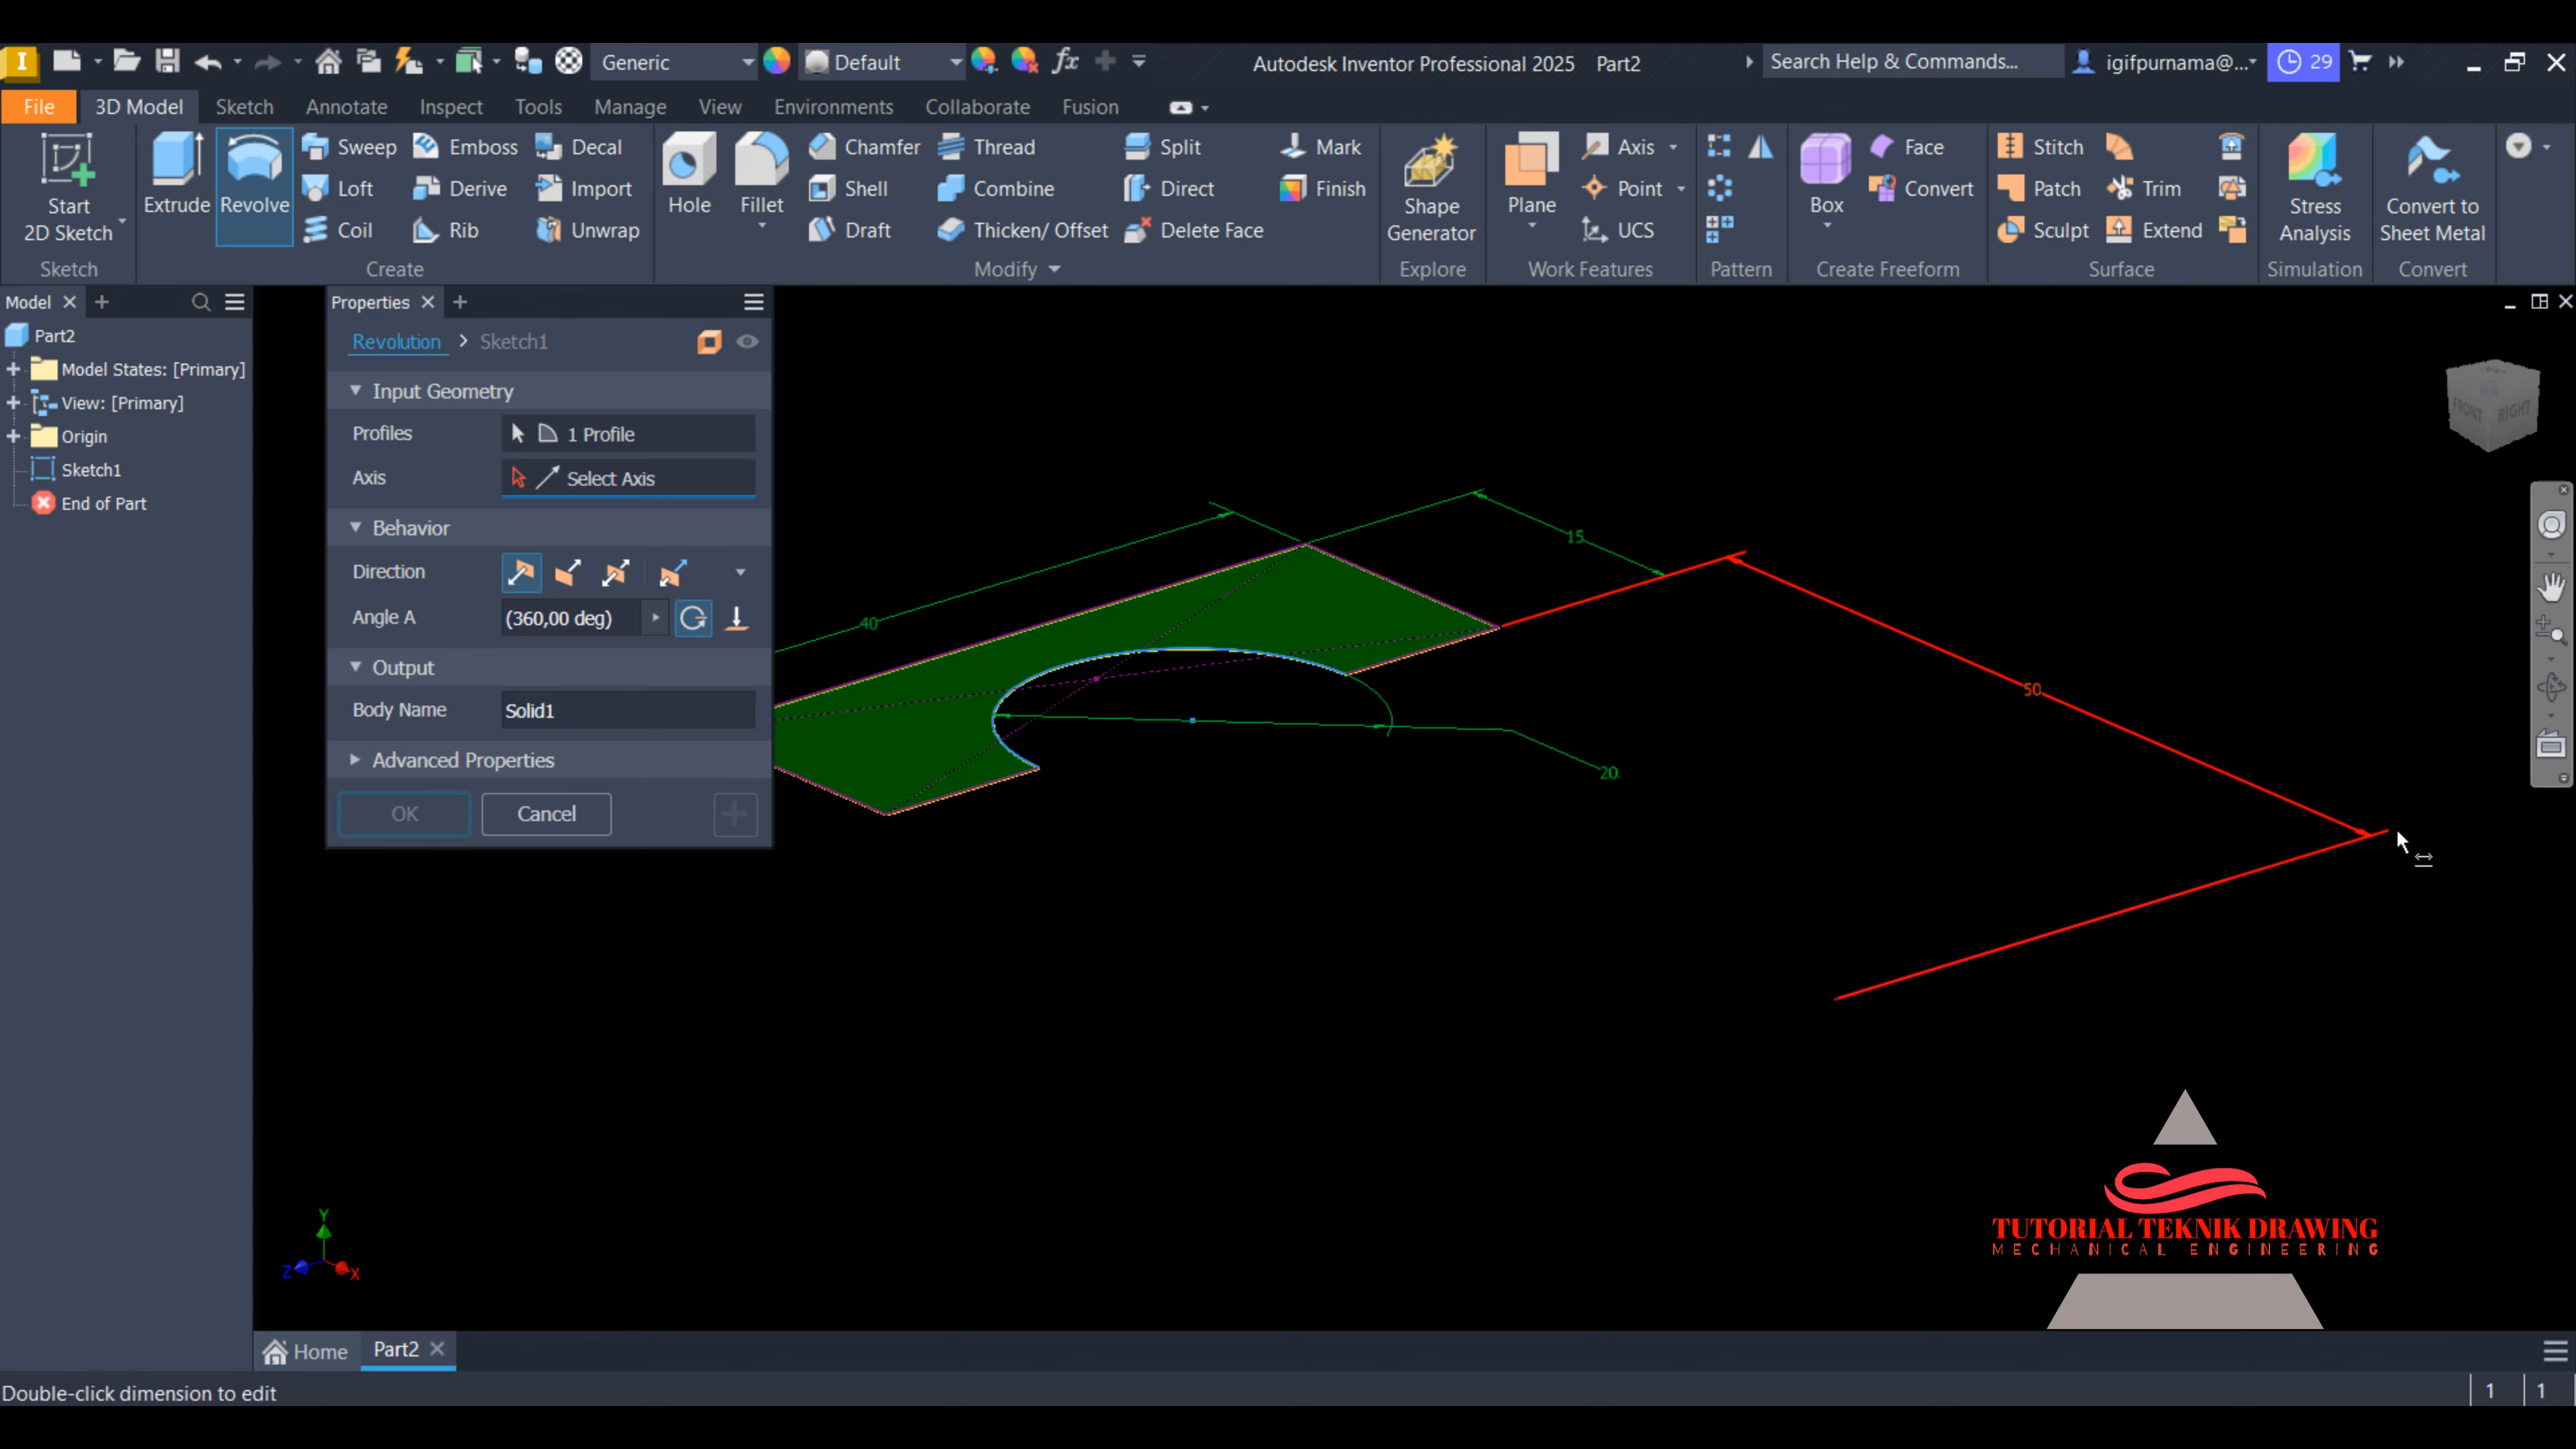 Generic
Default
Autodesk Inventor Professional 2025 Part2
Search Help & Commands...
igifpurnama@...
29
File 3D Model Sketch Annotate Inspect Tools Manage View Environments Collaborate Fusion
Start 2D Sketch
Extrude
Revolve
Sweep Emboss Decal
Loft Derive Import
Coil Rib Unwrap
Hole
Fillet
Chamfer Thread Split Mark
Shell Combine Direct Finish
Draft Thicken/ Offset Delete Face
Shape Generator
Plane
Axis
Point
UCS
Box
Face
Convert
Stitch
Patch Trim
Sculpt Extend
Stress Analysis
Convert to Sheet Metal
Sketch Create Modify Explore Work Features Pattern Create Freeform Surface Simulation Convert
Model
Part2
Model States: [Primary]
View: [Primary]
Origin
Sketch1
End of Part
Properties
Revolution > Sketch1
Input Geometry
Profiles 1 Profile
Axis Select Axis
Behavior
Direction
Angle A (360,00 deg)
Output
Body Name Solid1
Advanced Properties
OK Cancel
40
15
50
20
FRONT RIGHT
Y
Z
X
TUTORIAL TEKNIK DRAWING
MECHANICAL ENGINEERING
Home Part2
Double-click dimension to edit
1 1